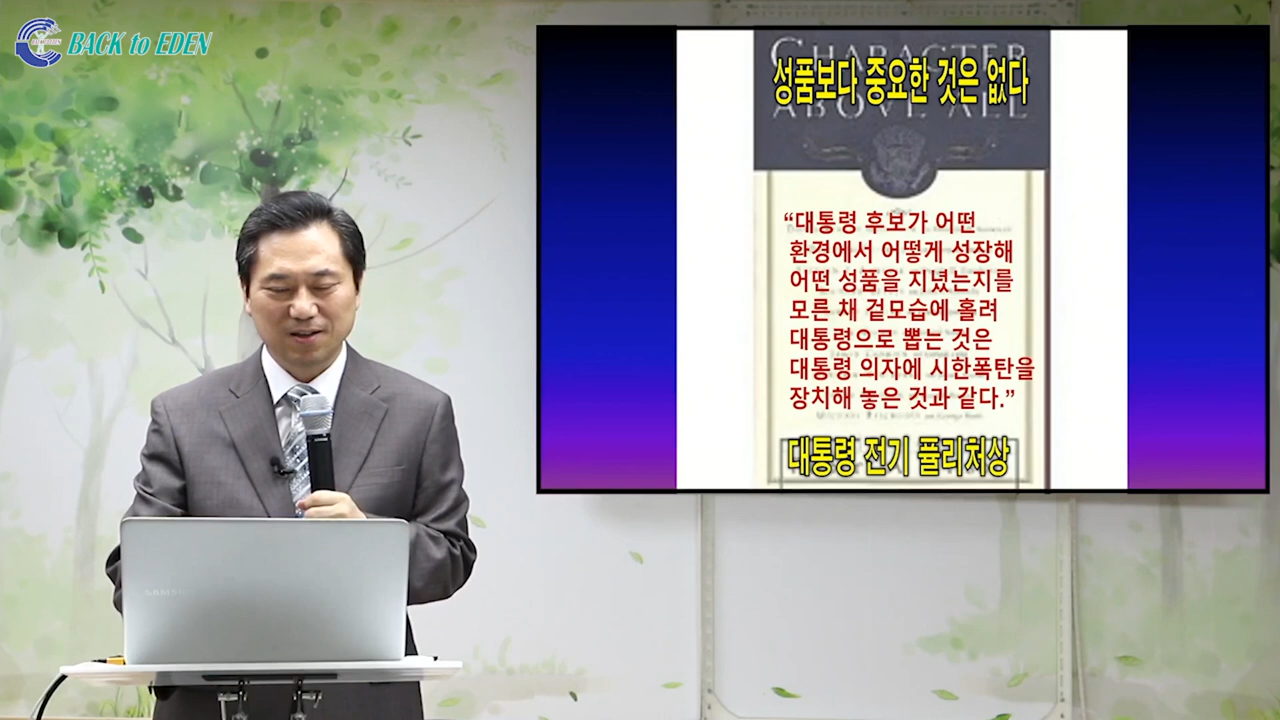 BACK to EDEN
CHARACTER
성품보다 중요한 것은 없다
ABOVE ALL
“대통령 후보가 어떤
환경에서 어떻게 성장해
어떤 성품을 지녔는지를
모른 채 겉모습에 홀려
대통령으로 뽑는 것은
대통령 의자에 시한폭탄을
장치해 놓은 것과 같다.”
대통령 전기 퓰리처상
SAMSUNG